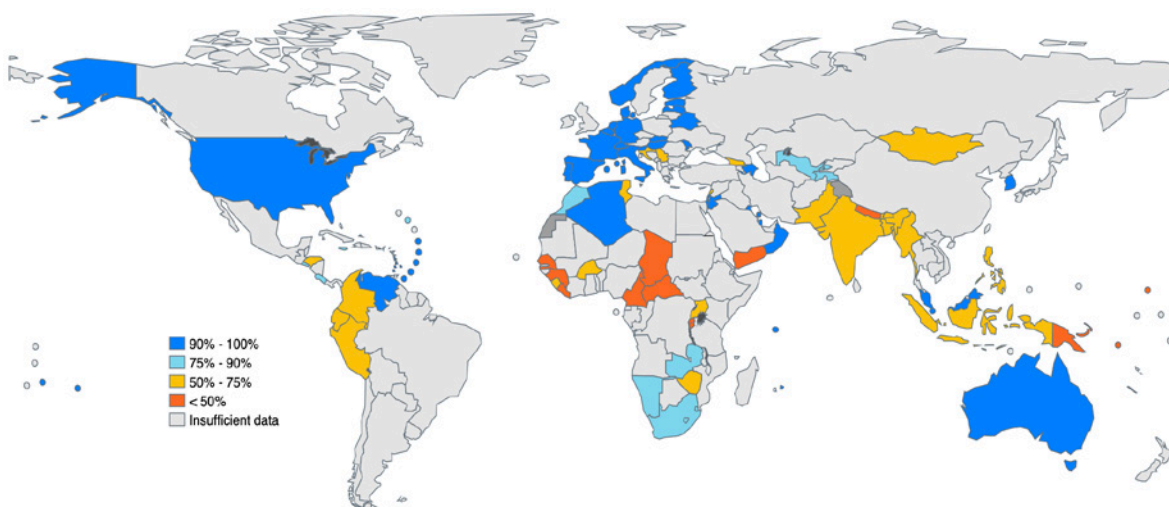 90% - 100%
75% - 90%
50% - 75%
< 50%
Insufficient data